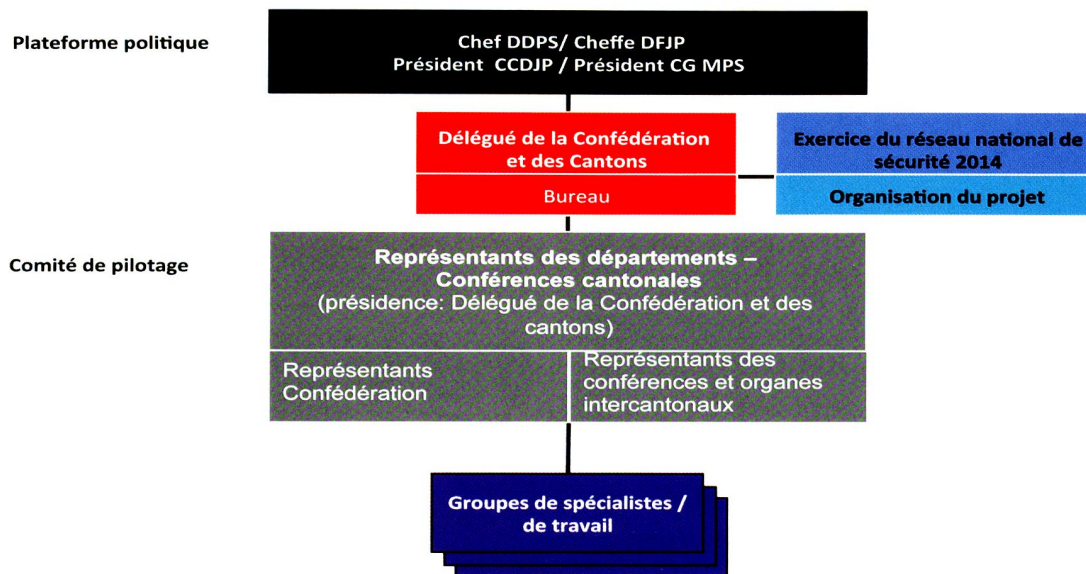 Plateforme politique
Chef DDPS/ Cheffe DFJP
Président CCDJP / Président CG MPS
Délégué de la Confédération
et des Cantons
Bureau
Exercice du réseau national de
sécurité 2014
Organisation du projet
Comité de pilotage
Représentants des départements –
Conférences cantonales
(présidence: Délégué de la Confédération et des
cantons)
Représentants
Confédération
Représentants des
conférences et organes
intercantonaux
Groupes de spécialistes /
de travail